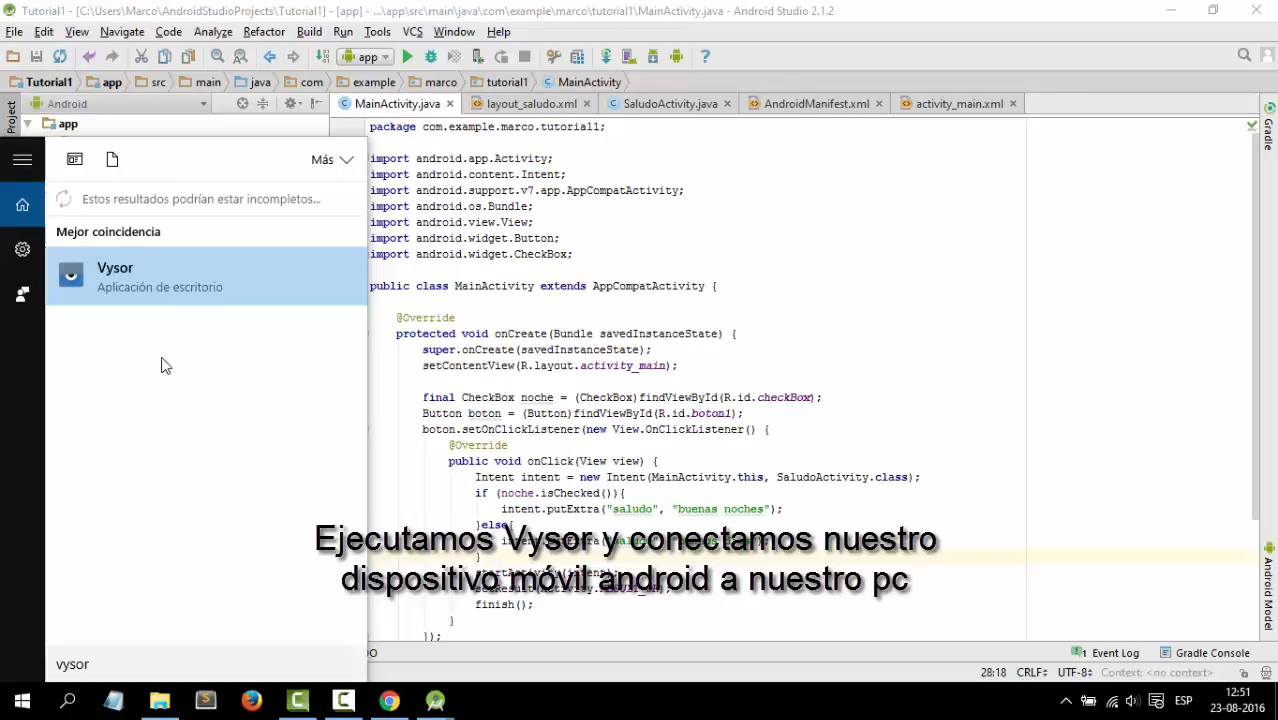 Tutorial1 - [C:\Users\Marco\AndroidStudioProjects\Tutorial1] - [app] - ...\app\src\main\java\com\example\marco\tutorial1\MainActivity.java - Android Studio 2.1.2
File Edit View Navigate Code Analyze Refactor Build Run Tools VCS Window Help
app
Tutorial1 app src main java com example marco tutorial1 MainActivity
Project Android MainActivity.java layout_saludo.xml SaludoActivity.java AndroidManifest.xml activity_main.xml Gradle
app
package com.example.marco.tutorial1;
Más
import android.app.Activity;
import android.content.Intent;
import android.support.v7.app.AppCompatActivity;
Estos resultados podrían estar incompletos...
import android.os.Bundle;
import android.view.View;
Mejor coincidencia
import android.widget.Button;
import android.widget.CheckBox;
Vysor
Aplicación de escritorio
public class MainActivity extends AppCompatActivity {
@Override
protected void onCreate(Bundle savedInstanceState) {
super.onCreate(savedInstanceState);
setContentView(R.layout.activity_main);
final CheckBox noche = (CheckBox)findViewById(R.id.checkBox);
Button boton = (Button)findViewById(R.id.boton1);
boton.setOnClickListener(new View.OnClickListener() {
@Override
public void onClick(View view) {
Intent intent = new Intent(MainActivity.this, SaludoActivity.class);
if (noche.isChecked()){
intent.putExtra("saludo", "buenas noches");
}else{
Ejecutamos Vysor y conectamos nuestro
dispositivo móvil android a nuestro pc
}
finish();
}
});
Android Model
vysor
1 Event Log Gradle Console
28:18 CRLF UTF-8 Context: <no context>
ESP
12:51
23-08-2016